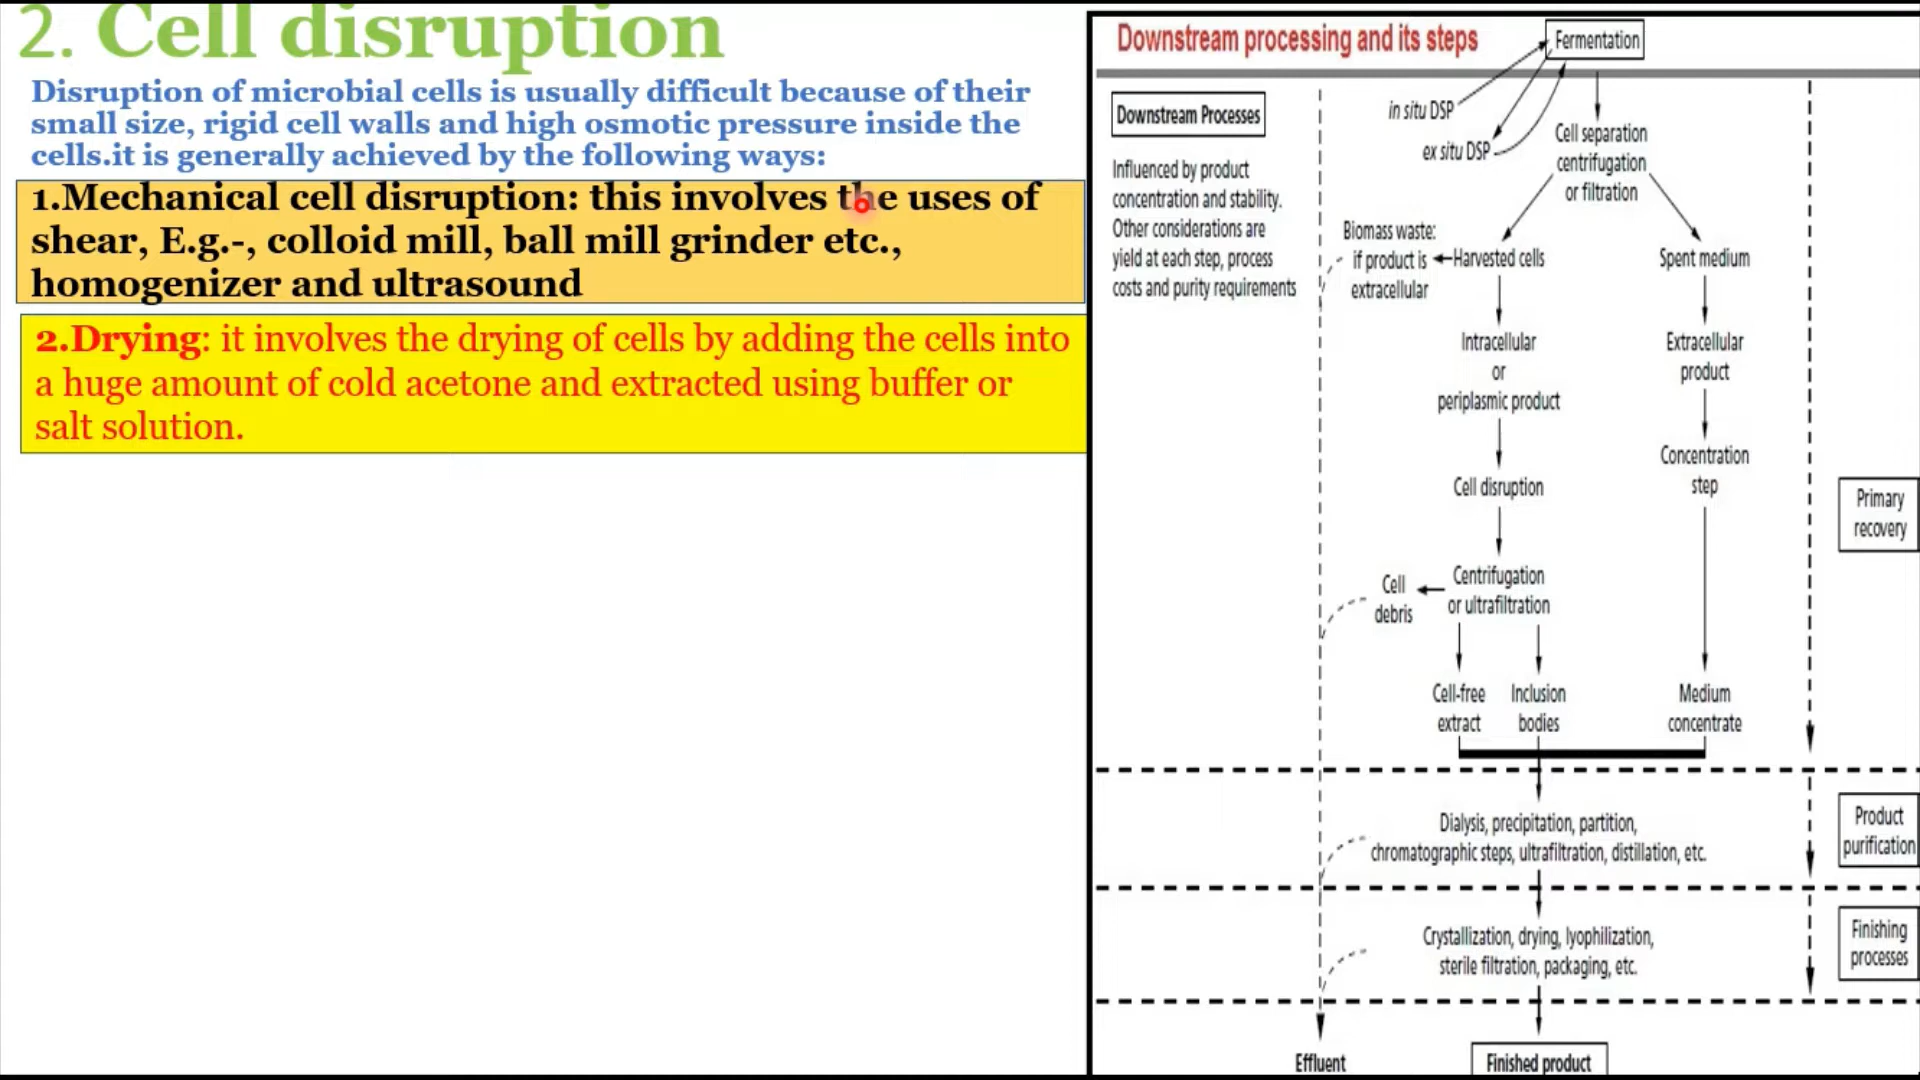 2. Cell disruption
Disruption of microbial cells is usually difficult because of their
small size, rigid cell walls and high osmotic pressure inside the
cells.it is generally achieved by the following ways:
1.Mechanical cell disruption: this involves the uses of
shear, E.g.-, colloid mill, ball mill grinder etc.,
homogenizer and ultrasound
2.Drying: it involves the drying of cells by adding the cells into
a huge amount of cold acetone and extracted using buffer or
salt solution.
Downstream processing and its steps
Fermentation
in situ DSP
ex situ DSP
Downstream Processes
Influenced by product
concentration and stability.
Other considerations are
yield at each step, process
costs and purity requirements
Cell separation
centrifugation
or filtration
Biomass waste:
if product is
extracellular
Harvested cells
Spent medium
Intracellular
or
periplasmic product
Extracellular
product
Cell disruption
Concentration
step
Primary
recovery
Cell
debris
Centrifugation
or ultrafiltration
Cell-free
extract
Inclusion
bodies
Medium
concentrate
Dialysis, precipitation, partition,
chromatographic steps, ultrafiltration, distillation, etc.
Product
purification
Crystallization, drying, lyophilization,
sterile filtration, packaging, etc.
Finishing
processes
Effluent
Finished product